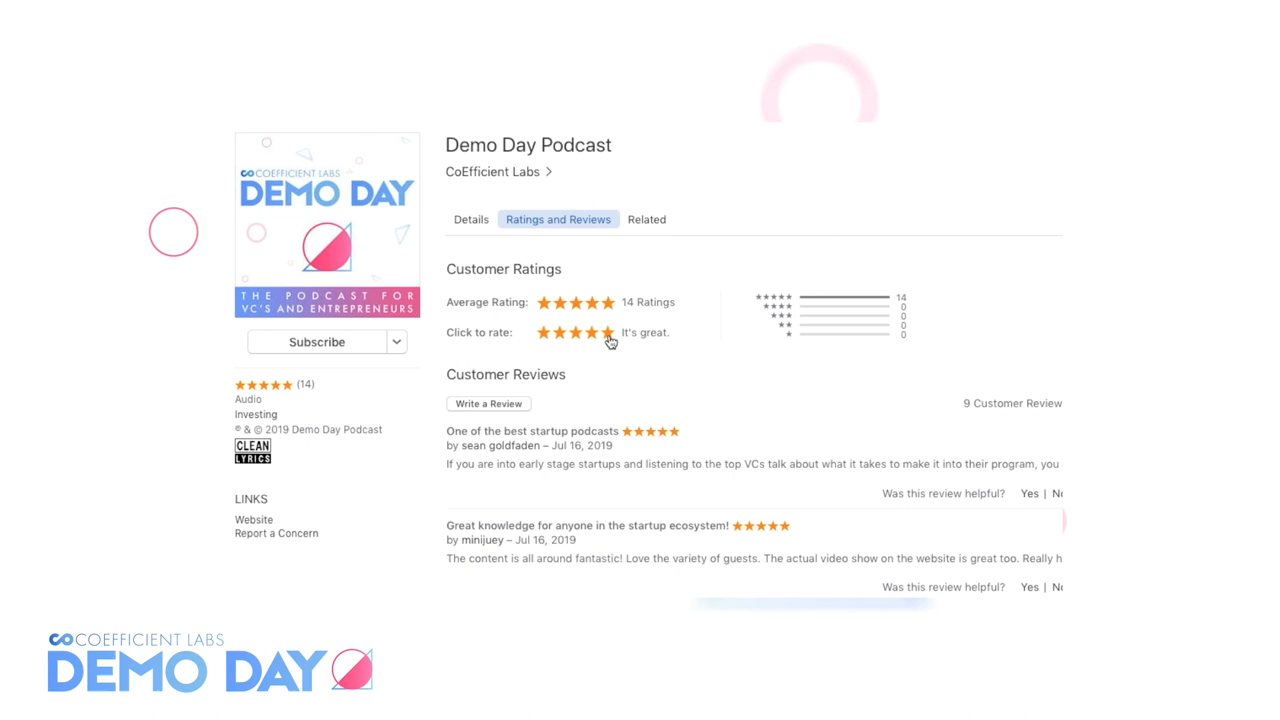 COEFFICIENT LABS
DEMO DAY
THE PODCAST FOR
VC'S AND ENTREPRENEURS
Subscribe
(14)
Audio
Investing
℗ & © 2019 Demo Day Podcast
CLEAN
LYRICS
LINKS
Website
Report a Concern
Demo Day Podcast
CoEfficient Labs >
Details Ratings and Reviews Related
Customer Ratings
Average Rating: ★★★★★ 14 Ratings
Click to rate: ★★★★★ It's great.
★★★★★ 14
★★★★ 0
★★★ 0
★★ 0
★ 0
Customer Reviews
Write a Review 9 Customer Review
One of the best startup podcasts ★★★★★
by sean goldfaden – Jul 16, 2019
If you are into early stage startups and listening to the top VCs talk about what it takes to make it into their program, you
Was this review helpful? Yes |
Great knowledge for anyone in the startup ecosystem! ★★★★★
by minijuey – Jul 16, 2019
The content is all around fantastic! Love the variety of guests. The actual video show on the website is great too. Really h
Was this review helpful? Yes |
COEFFICIENT LABS
DEMO DAY